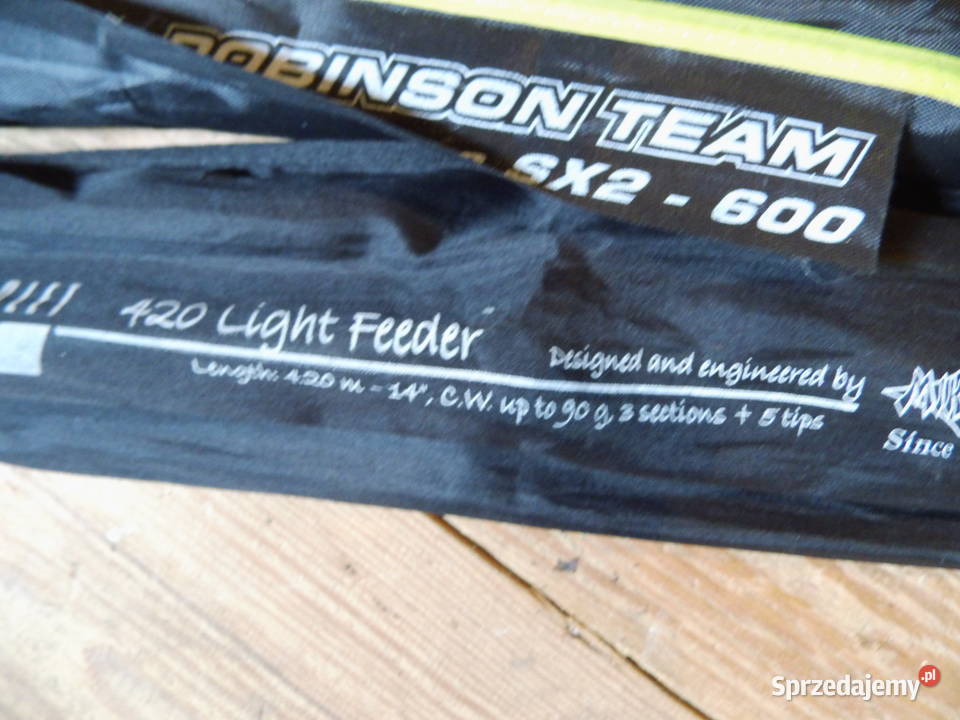 ROBINSON TEAM
SX2 - 600
420 Light Feeder
Designed and engineered by
Length: 4.20 m - 14", C.W. up to 90 g, 3 sections + 5 tips
Since
Sprzedajemy.pl